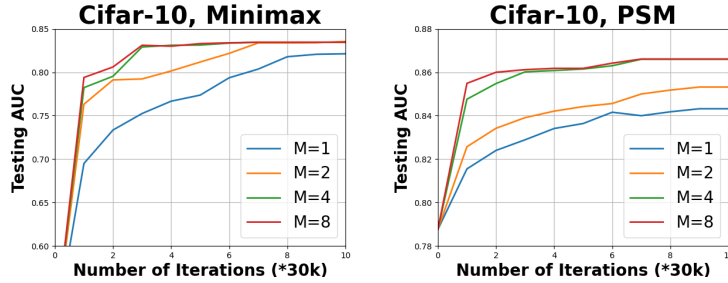 Cifar-10, Minimax
Testing AUC
0.85
0.80
0.75
0.70
0.65
0.60
0
2
4
6
8
10
Number of Iterations (*30k)
M=1
M=2
M=4
M=8
Cifar-10, PSM
Testing AUC
0.88
0.86
0.84
0.82
0.80
0.78
0
2
4
6
8
Number of Iterations (*30k)
M=1
M=2
M=4
M=8